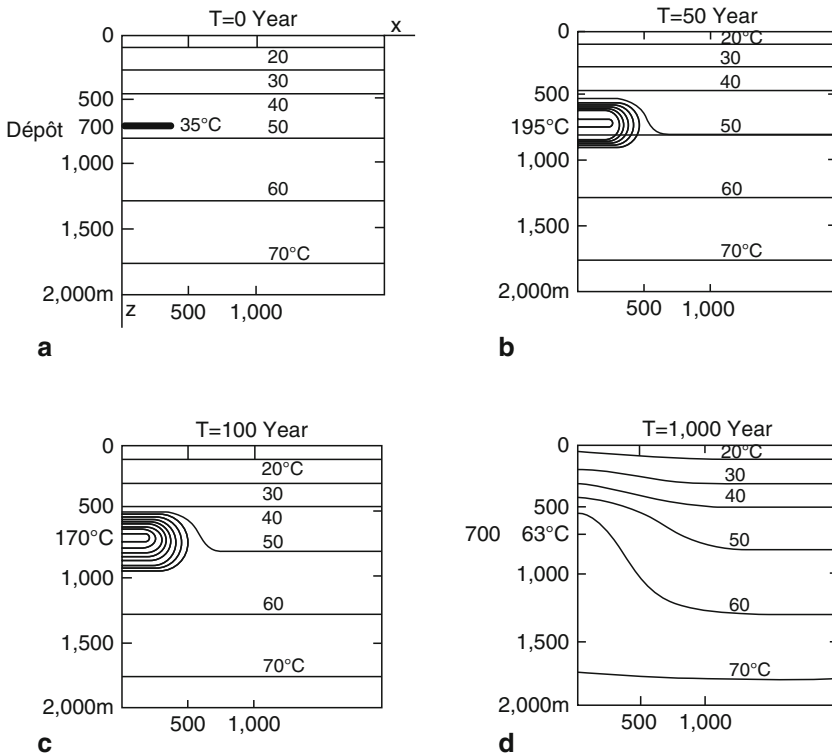 T=0 Year
0
x
20
30
500
40
Dépôt 700 35°C 50
1,000
60
1,500
70°C
2,000m
z 500 1,000
a
T=50 Year
0
20°C
30
40
500
195°C 50
1,000
60
1,500
70°C
2,000m
500 1,000
b
T=100 Year
0
20°C
30
500
40
170°C 50
1,000
60
1,500
70°C
2,000m
500 1,000
c
T=1,000 Year
0
20°C
30
40
500
700 63°C 50
1,000
60
1,500
70°C
2,000m
500 1,000
d